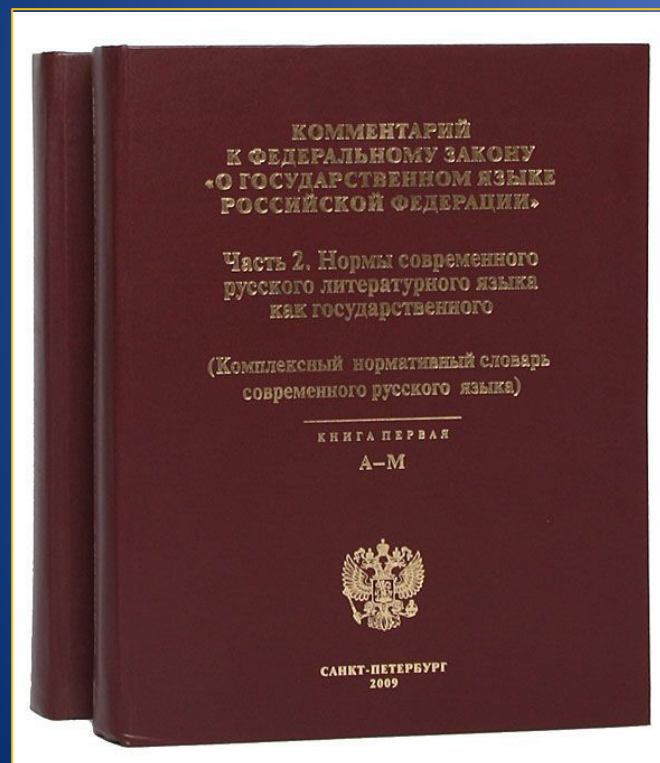 КОММЕНТАРИЙ
К ФЕДЕРАЛЬНОМУ ЗАКОНУ
«О ГОСУДАРСТВЕННОМ ЯЗЫКЕ
РОССИЙСКОЙ ФЕДЕРАЦИИ»
Часть 2. Нормы современного
русского литературного языка
как государственного
(Комплексный нормативный словарь
современного русского языка)
КНИГА ПЕРВАЯ
А–М
САНКТ-ПЕТЕРБУРГ
2009